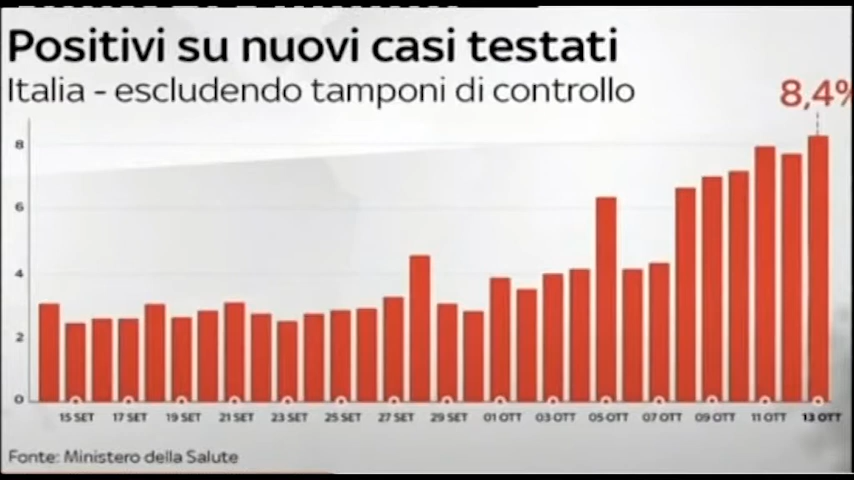 Positivi su nuovi casi testati
Italia - escludendo tamponi di controllo
8,4%
8
6
4
2
0
15 SET 17 SET 19 SET 21 SET 23 SET 25 SET 27 SET 29 SET 01 OTT 03 OTT 05 OTT 07 OTT 09 OTT 11 OTT 13 OTT
Fonte: Ministero della Salute